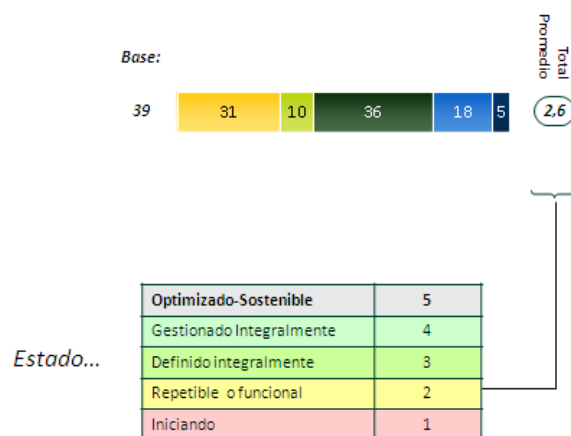 Total
Promedio
Base:
39 31 10 36 18 5 2,6
Optimizado-Sostenible 5
Gestionado Integralmente 4
Estado... Definido integralmente 3
Repetible o funcional 2
Iniciando 1